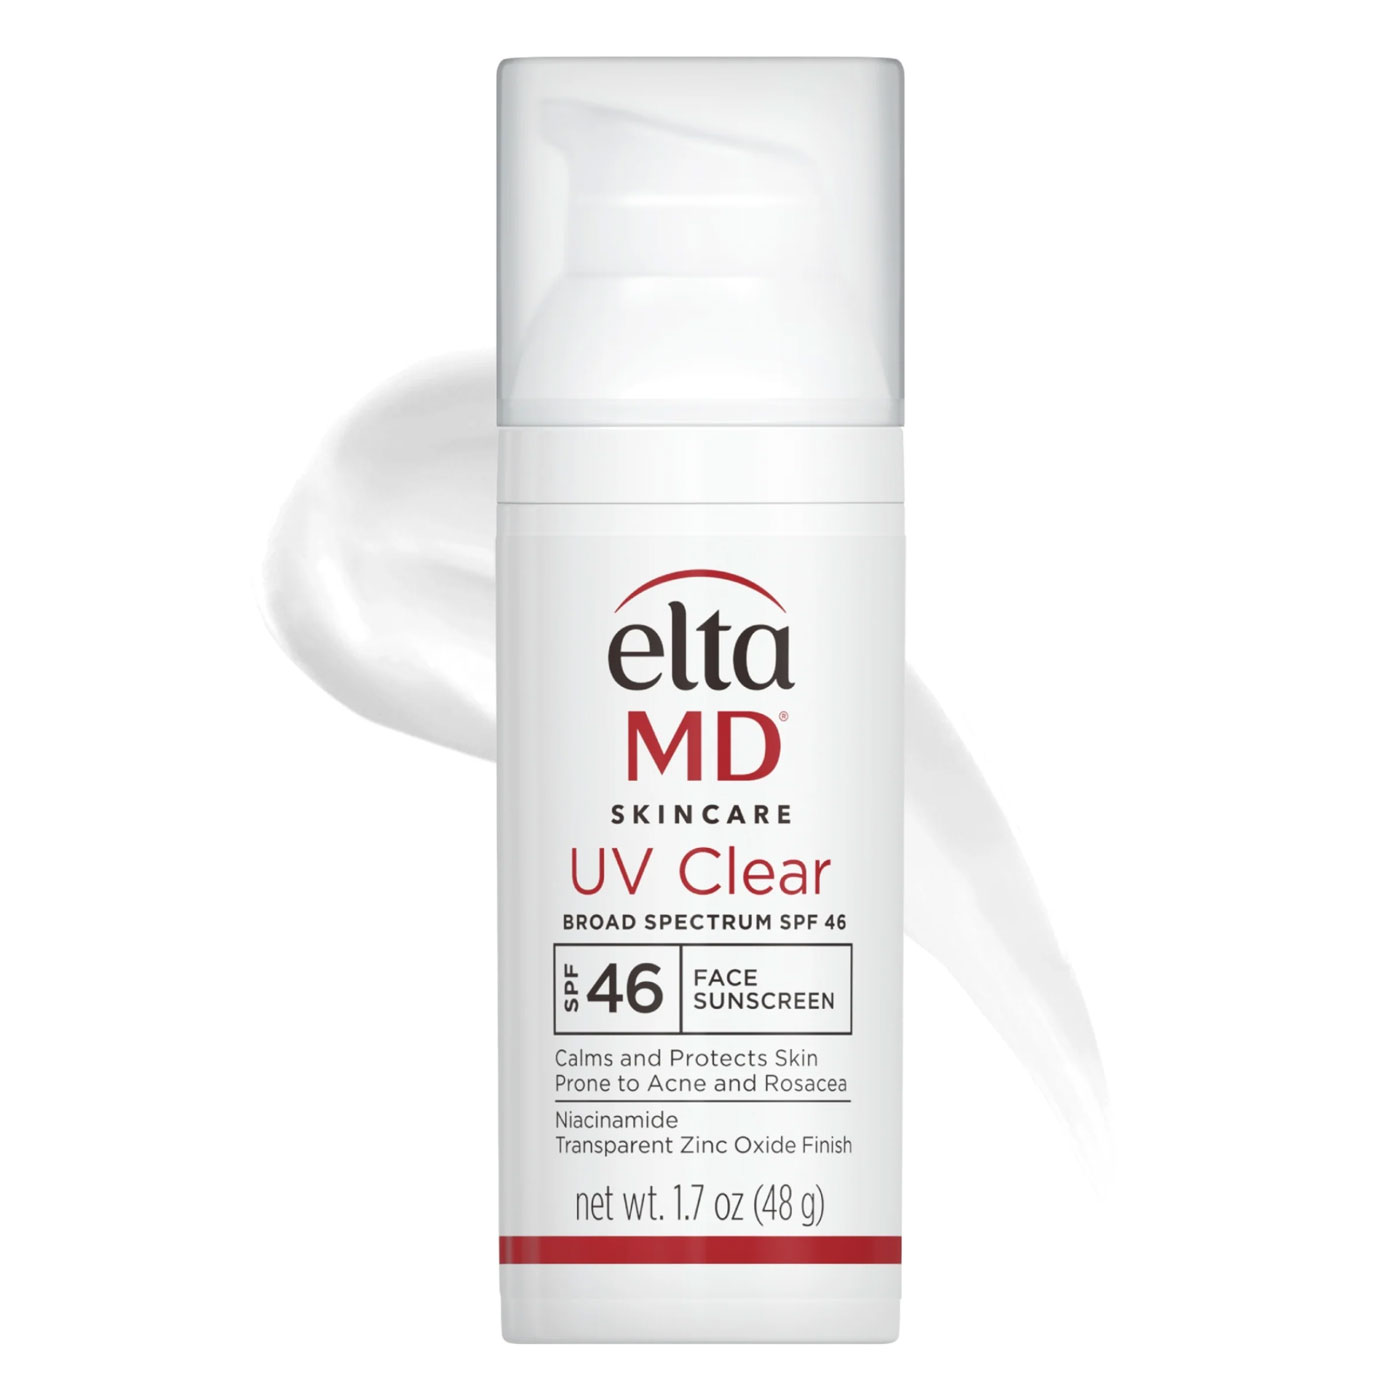 elta
MD®
SKINCARE
UV Clear
BROAD SPECTRUM SPF 46
SPF 46
FACE
SUNSCREEN
Calms and Protects Skin
Prone to Acne and Rosacea
Niacinamide
Transparent Zinc Oxide Finish
net wt. 1.7 oz (48 g)